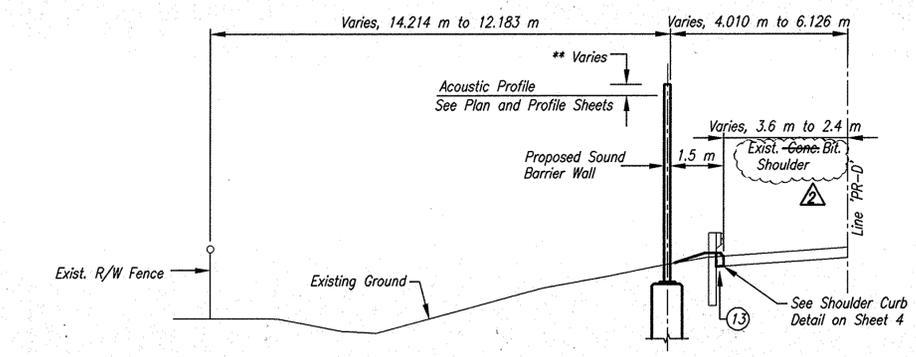 Varies, 14.214 m to 12.183 m
Varies, 4.010 m to 6.126 m
** Varies
Acoustic Profile
See Plan and Profile Sheets
Varies, 3.6 m to 2.4 m
Exist. Conc. Bit.
Shoulder
2
Proposed Sound
Barrier Wall
1.5 m
Line 'PR-D'
Exist. R/W Fence
Existing Ground
See Shoulder Curb
Detail on Sheet 4
13